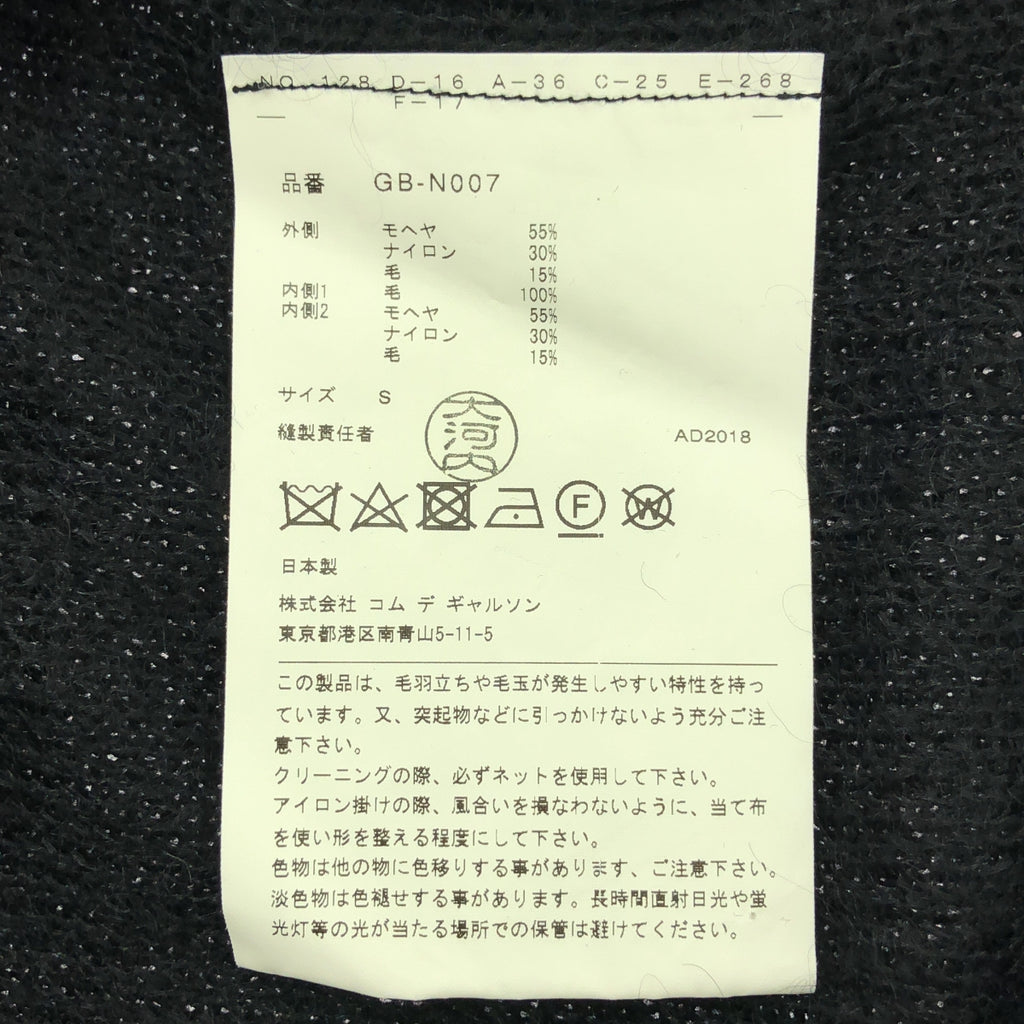 NO 128 D-16 A-36 C-25 E-268
F-17
品番 GB-N007
外側 モヘヤ 55%
ナイロン 30%
毛 15%
内側1 毛 100%
内側2 モヘヤ 55%
ナイロン 30%
毛 15%
サイズ S
縫製責任者 大河内 AD2018
F W
日本製
株式会社 コム デ ギャルソン
東京都港区南青山5-11-5
この製品は、毛羽立ちや毛玉が発生しやすい特性を持っ
ています。又、突起物などに引っかけないよう充分ご注
意下さい。
クリーニングの際、必ずネットを使用して下さい。
アイロン掛けの際、風合いを損なわないように、当て布
を使い形を整える程度にして下さい。
色物は他の物に色移りする事があります、ご注意下さい。
淡色物は色褪せする事があります。長時間直射日光や蛍
光灯等の光が当たる場所での保管は避けてください。